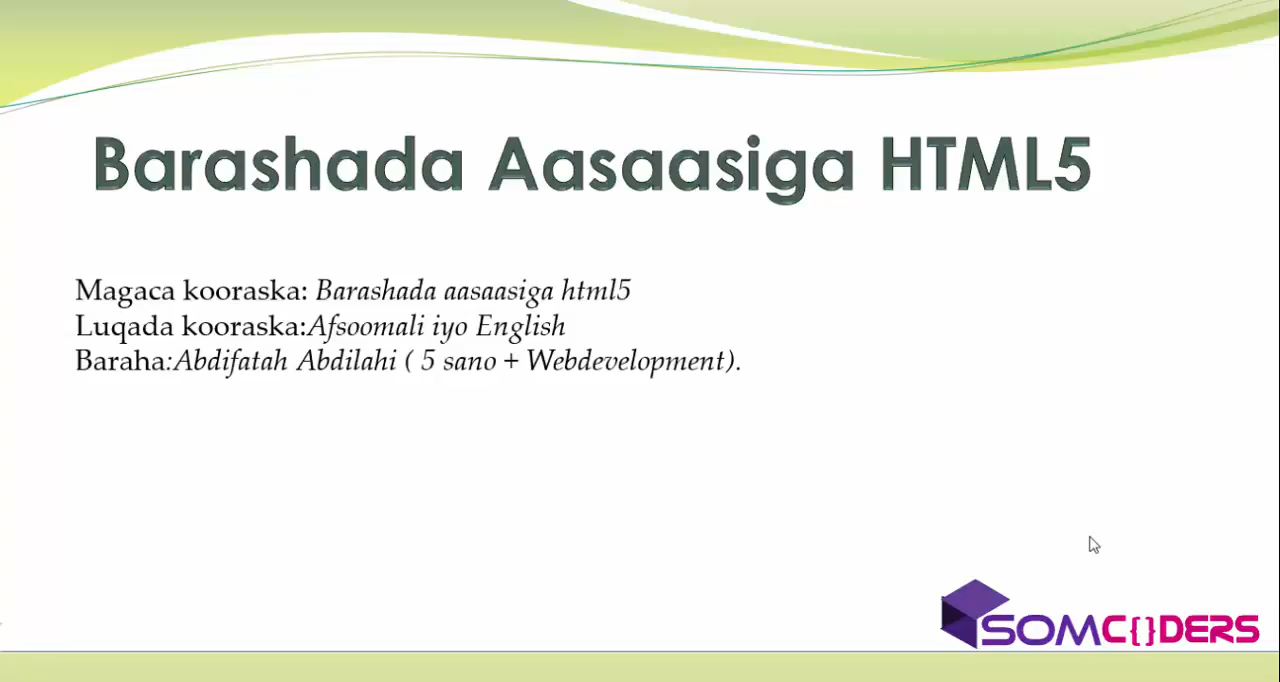 Barashada Aasaasiga HTML5
Magaca kooraska: Barashada aasaasiga html5
Luqada kooraska:Afsoomali iyo English
Baraha:Abdifatah Abdilahi ( 5 sano + Webdevelopment).
SOMC{}DERS